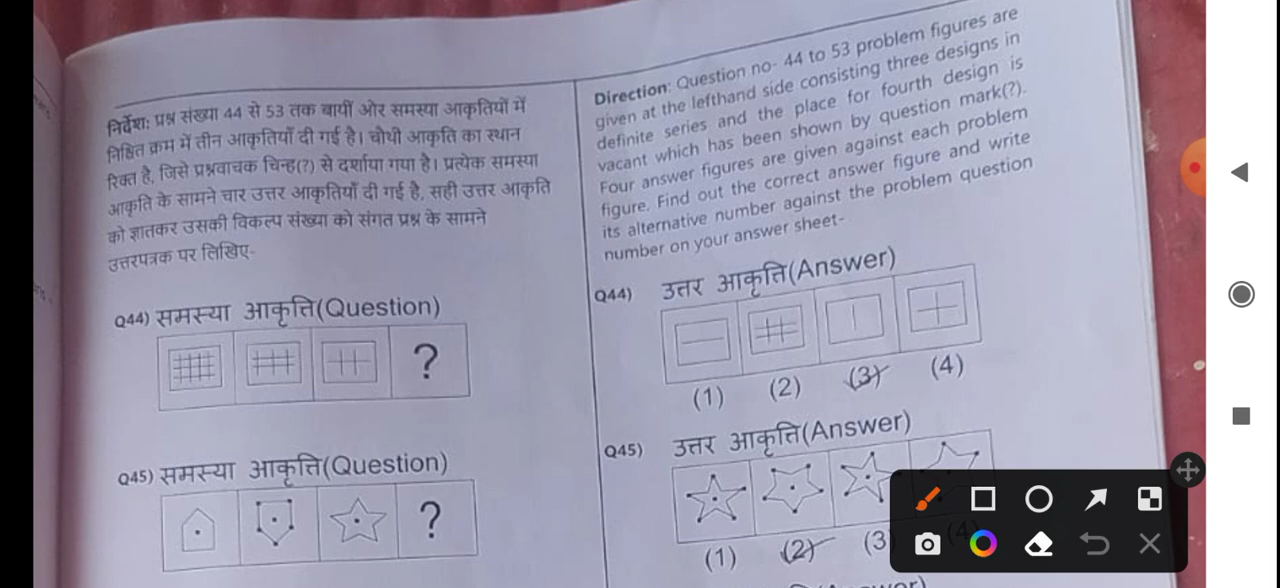 निर्देश: प्रश्न संख्या 44 से 53 तक बायीं ओर समस्या आकृतियों में
निश्चित क्रम में तीन आकृतियाँ दी गई है। चौथी आकृति का स्थान
रिक्त है, जिसे प्रश्नवाचक चिन्ह(?) से दर्शाया गया है। प्रत्येक समस्या
आकृति के सामने चार उत्तर आकृतियाँ दी गई है, सही उत्तर आकृति
को ज्ञातकर उसकी विकल्प संख्या को संगत प्रश्न के सामने
उत्तरपत्रक पर लिखिए-
Q44) समस्या आकृत्ति(Question)
?
Q45) समस्या आकृत्ति(Question)
?
Direction: Question no- 44 to 53 problem figures are
given at the lefthand side consisting three designs in
definite series and the place for fourth design is
vacant which has been shown by question mark(?).
Four answer figures are given against each problem
figure. Find out the correct answer figure and write
its alternative number against the problem question
number on your answer sheet-
Q44) उत्तर आकृत्ति(Answer)
(1) (2) (3) (4)
Q45) उत्तर आकृत्ति(Answer)
(1) (2) (3 (4)